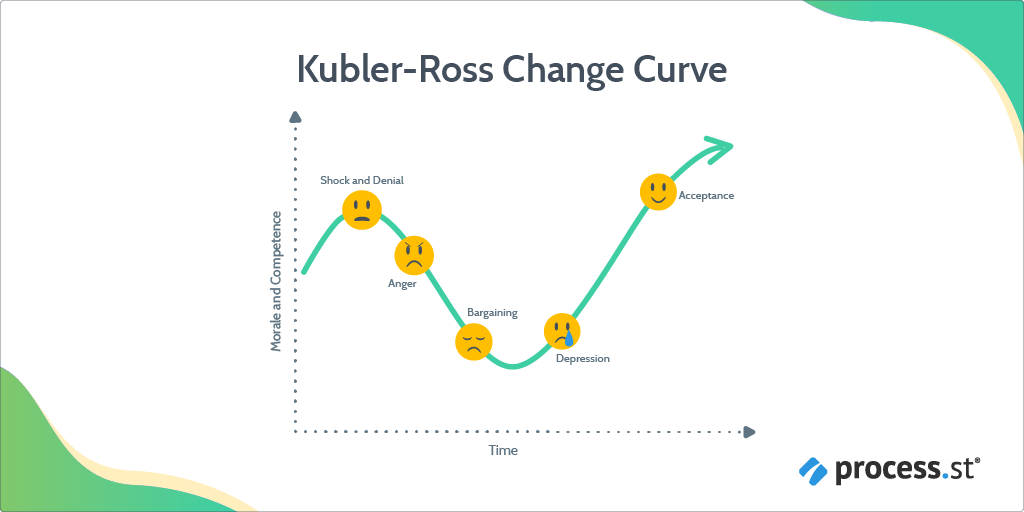 Kubler-Ross Change Curve
Shock and Denial
Acceptance
Morale and Competence
Anger
Bargaining
Depression
Time
process.st®